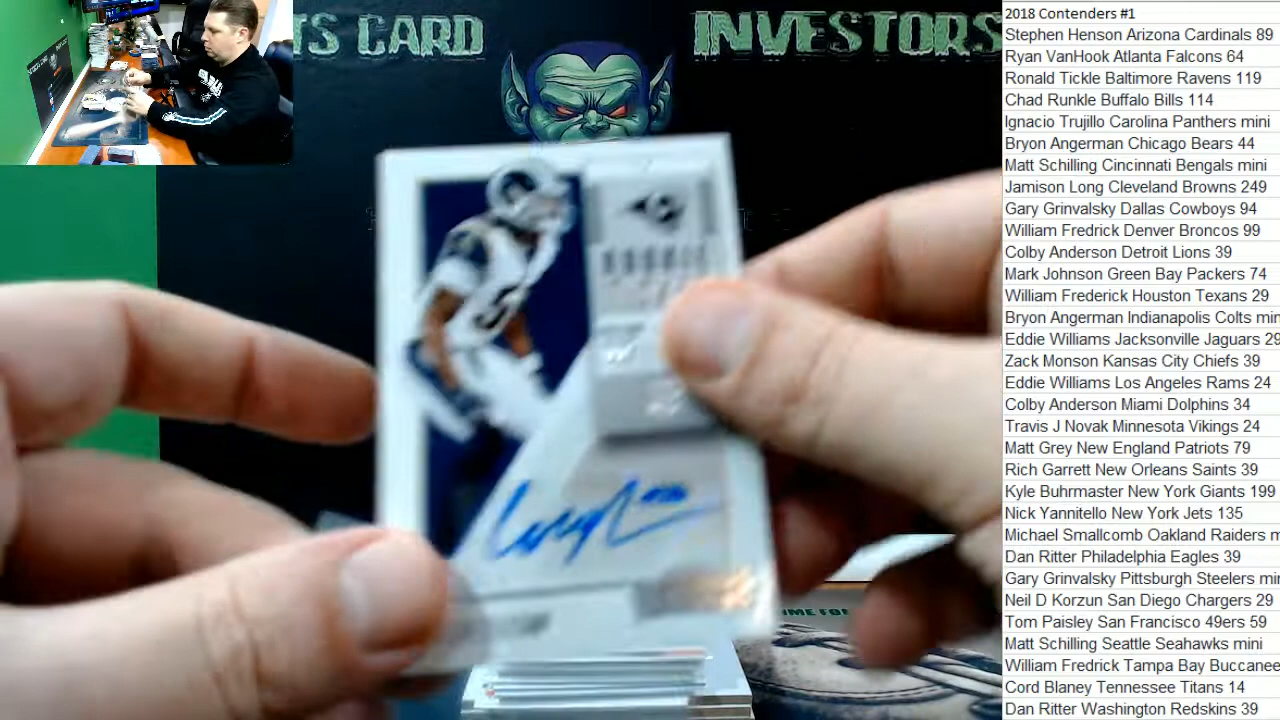 TS CARD
INVESTORS
2018 Contenders #1
Stephen Henson Arizona Cardinals 89
Ryan VanHook Atlanta Falcons 64
Ronald Tickle Baltimore Ravens 119
Chad Runkle Buffalo Bills 114
Ignacio Trujillo Carolina Panthers mini
Bryon Angerman Chicago Bears 44
Matt Schilling Cincinnati Bengals mini
Jamison Long Cleveland Browns 249
Gary Grinvalsky Dallas Cowboys 94
William Fredrick Denver Broncos 99
Colby Anderson Detroit Lions 39
Mark Johnson Green Bay Packers 74
William Frederick Houston Texans 29
Bryon Angerman Indianapolis Colts min
Eddie Williams Jacksonville Jaguars 29
Zack Monson Kansas City Chiefs 39
Eddie Williams Los Angeles Rams 24
Colby Anderson Miami Dolphins 34
Travis J Novak Minnesota Vikings 24
Matt Grey New England Patriots 79
Rich Garrett New Orleans Saints 39
Kyle Buhrmaster New York Giants 199
Nick Yannitello New York Jets 135
Michael Smallcomb Oakland Raiders m
Dan Ritter Philadelphia Eagles 39
Gary Grinvalsky Pittsburgh Steelers mini
Neil D Korzun San Diego Chargers 29
Tom Paisley San Francisco 49ers 59
Matt Schilling Seattle Seahawks mini
William Fredrick Tampa Bay Buccanee
Cord Blaney Tennessee Titans 14
Dan Ritter Washington Redskins 39
ROOKIE
IME FOR